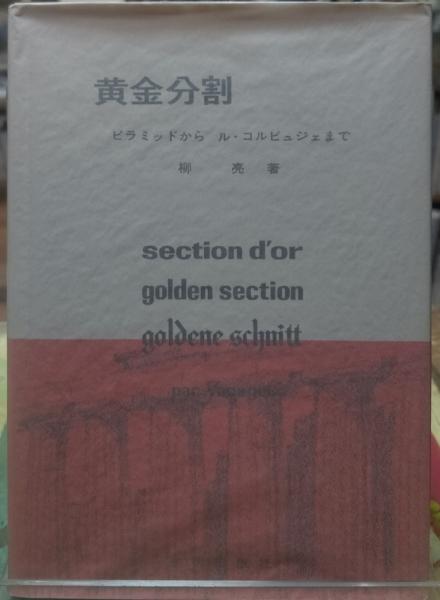 黄金分割
ピラミッドから ル・コルビュジェまで
柳 亮 著
section d'or
golden section
goldene schnitt
par